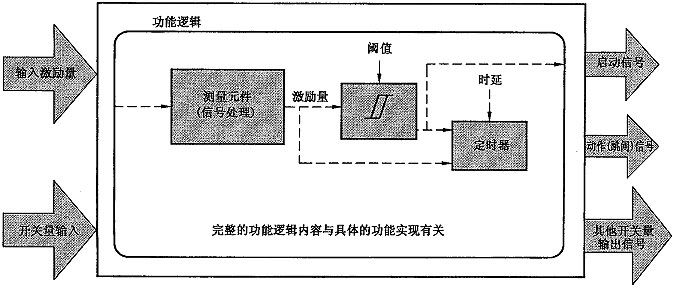 功能逻辑
输入激励量
阈值
启动信号
测量元件
(信号处理)
激励量
时延
定时器
动作(跳闸)信号
开关量输入
完整的功能逻辑内容与具体的功能实现有关
其他开关量
输出信号